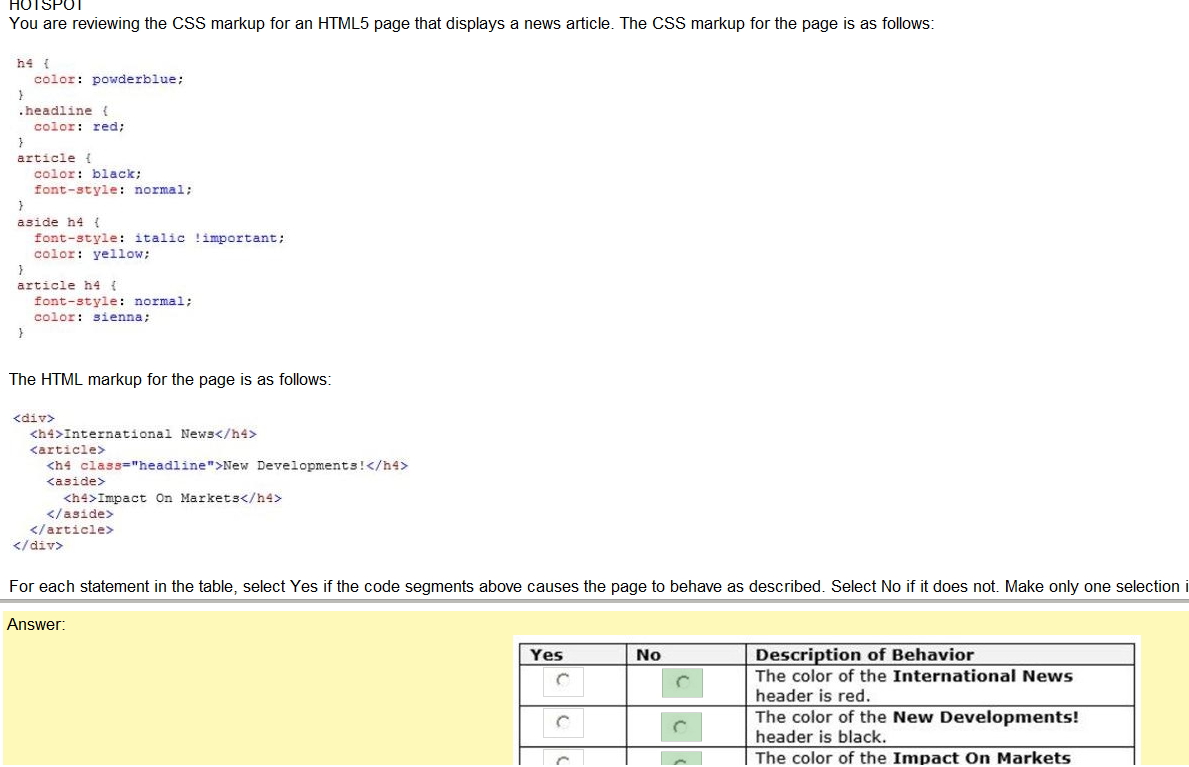 HOTSPOT
You are reviewing the CSS markup for an HTML5 page that displays a news article. The CSS markup for the page is as follows:
h4 {
color: powderblue;
}
.headline {
color: red;
}
article {
color: black;
font-style: normal;
}
aside h4 {
font-style: italic !important;
color: yellow;
}
article h4 {
font-style: normal;
color: sienna;
}
The HTML markup for the page is as follows:
<div>
<h4>International News</h4>
<article>
<h4 class="headline">New Developments!</h4>
<aside>
<h4>Impact On Markets</h4>
</aside>
</article>
</div>
For each statement in the table, select Yes if the code segments above causes the page to behave as described. Select No if it does not. Make only one selection i
Answer:
Yes No Description of Behavior
The color of the International News
header is red.
The color of the New Developments!
header is black.
The color of the Impact On Markets